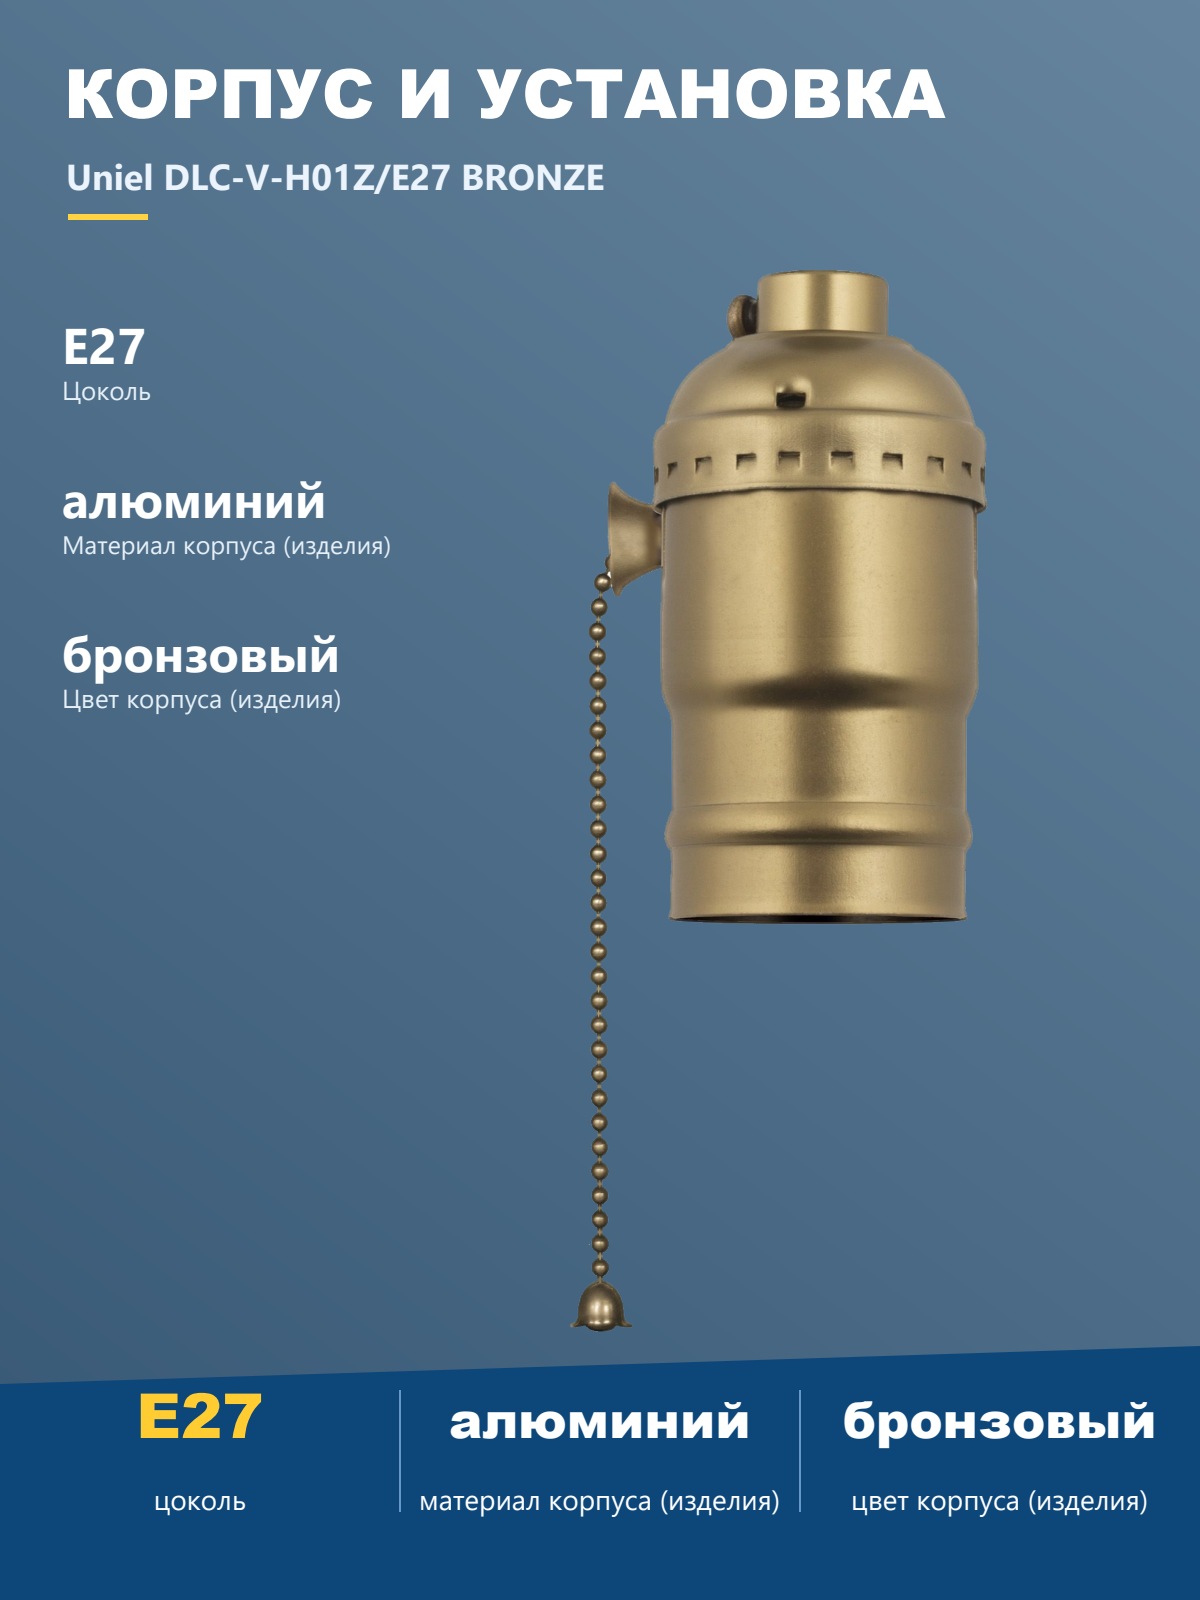 КОРПУС И УСТАНОВКА
Uniel DLC-V-H01Z/E27 BRONZE
E27
Цоколь
алюминий
Материал корпуса (изделия)
бронзовый
Цвет корпуса (изделия)
E27
цоколь
алюминий
материал корпуса (изделия)
бронзовый
цвет корпуса (изделия)